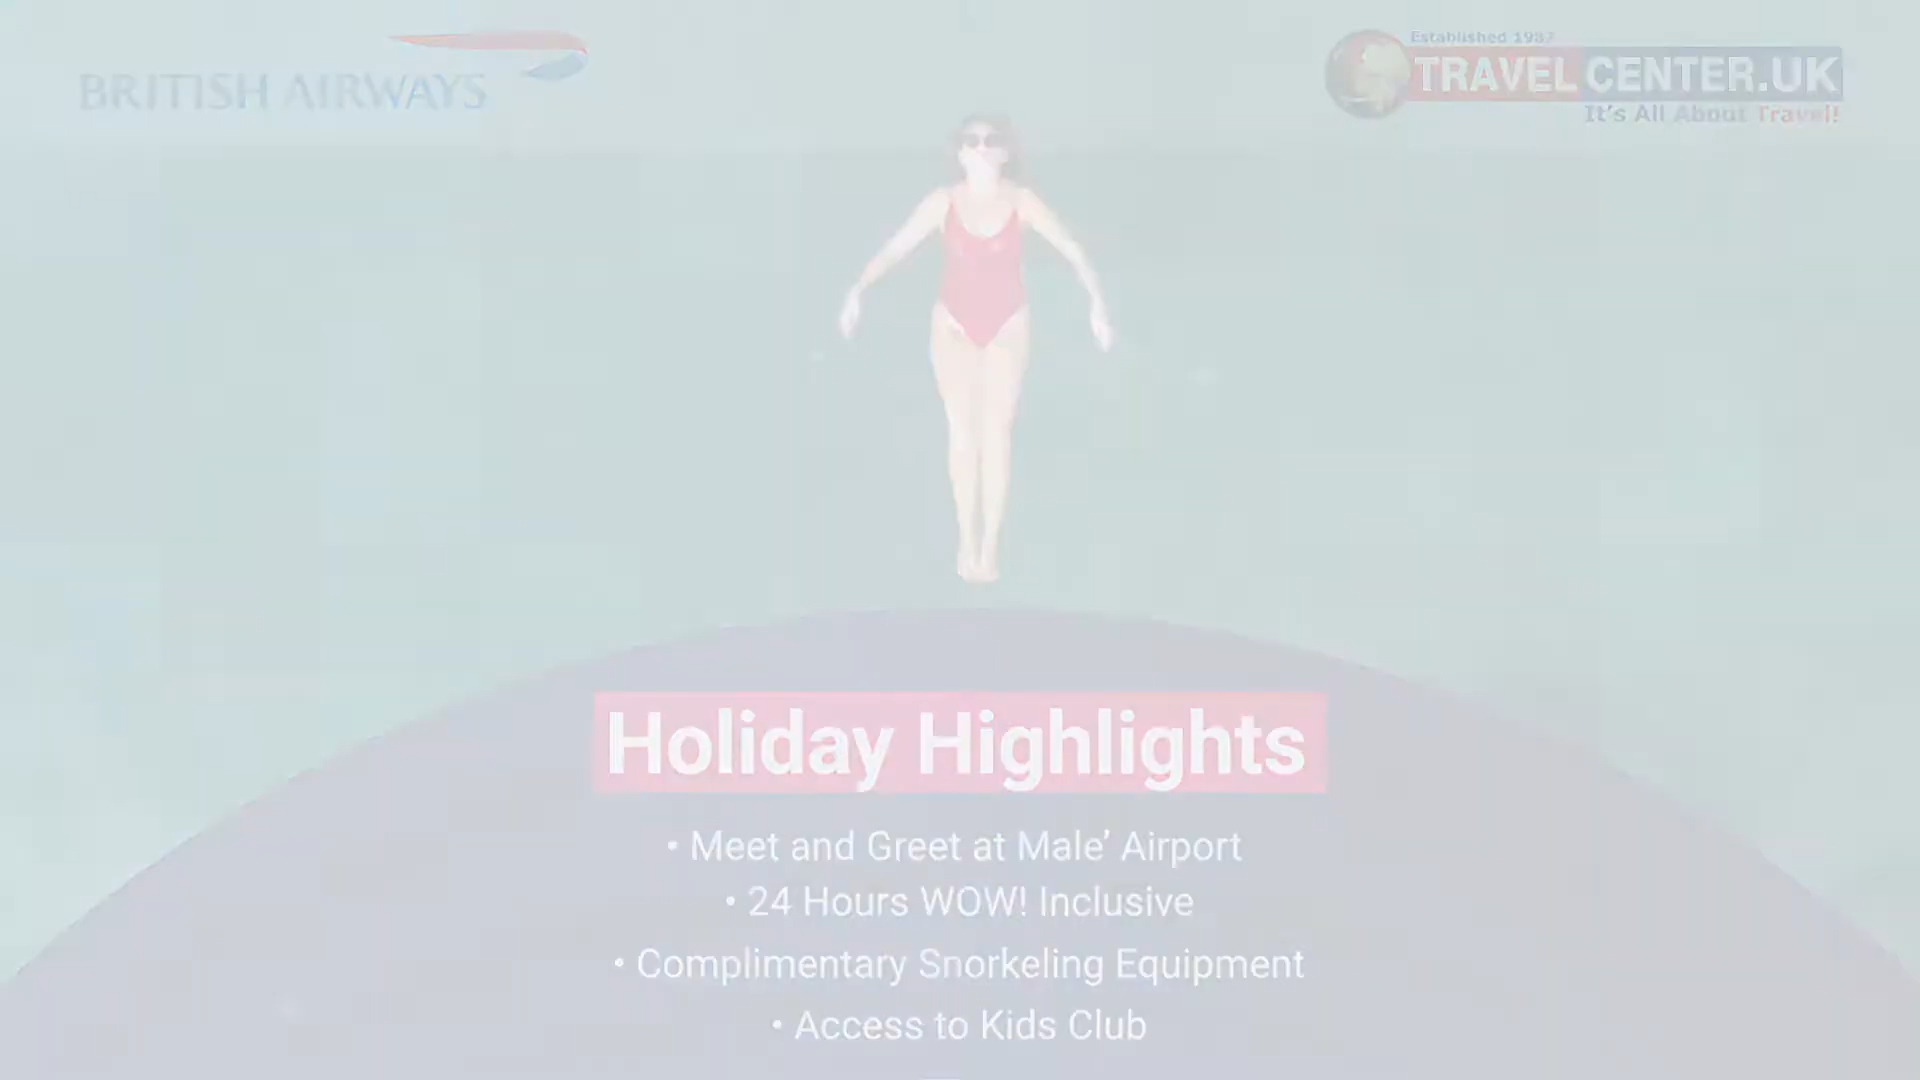 BRITISH AIRWAYS
Established 1987
TRAVEL CENTER.UK
It's All About Travel!
Holiday Highlights
• Meet and Greet at Male' Airport
• 24 Hours WOW! Inclusive
• Complimentary Snorkeling Equipment
• Access to Kids Club